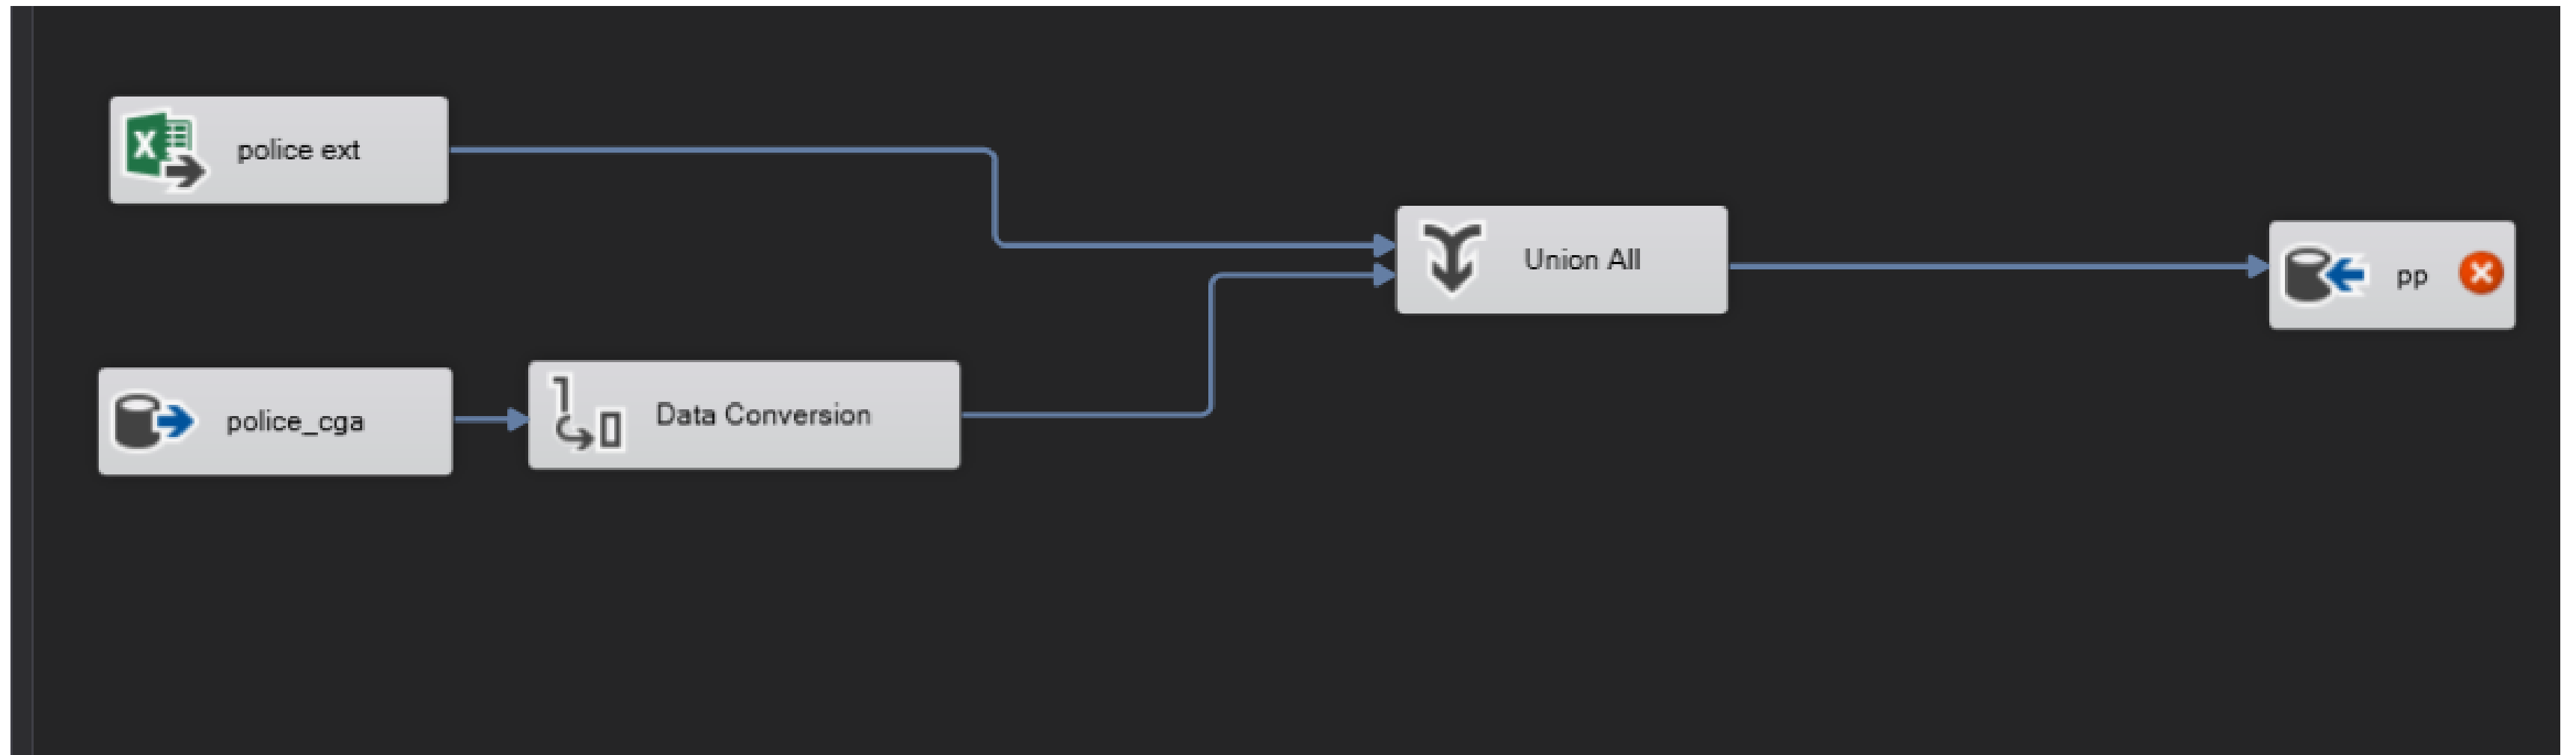 police ext
Union All
pp
police_cga
Data Conversion